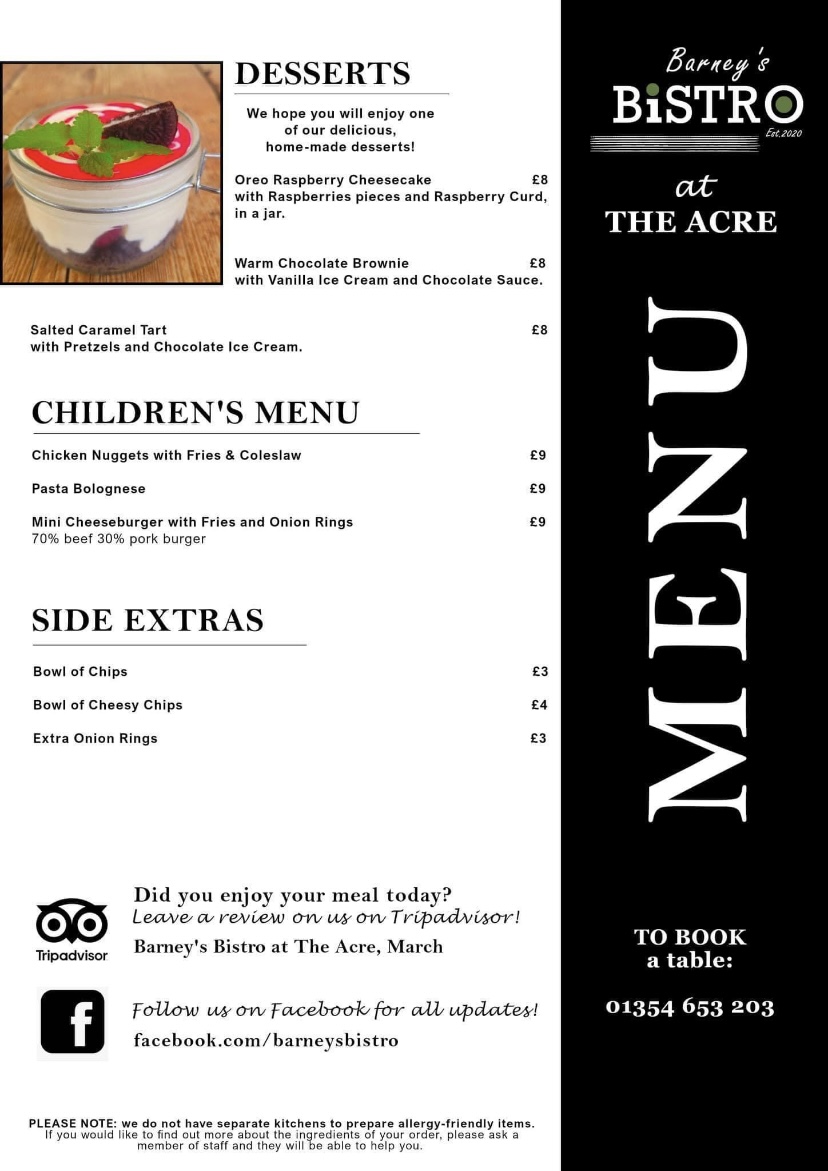 DESSERTS
We hope you will enjoy one
of our delicious,
home-made desserts!
Oreo Raspberry Cheesecake £8
with Raspberries pieces and Raspberry Curd,
in a jar.
Warm Chocolate Brownie £8
with Vanilla Ice Cream and Chocolate Sauce.
Salted Caramel Tart £8
with Pretzels and Chocolate Ice Cream.
CHILDREN'S MENU
Chicken Nuggets with Fries & Coleslaw £9
Pasta Bolognese £9
Mini Cheeseburger with Fries and Onion Rings £9
70% beef 30% pork burger
SIDE EXTRAS
Bowl of Chips £3
Bowl of Cheesy Chips £4
Extra Onion Rings £3
Did you enjoy your meal today?
Leave a review on us on Tripadvisor!
Tripadvisor
Barney's Bistro at The Acre, March
f
Follow us on Facebook for all updates!
facebook.com/barneysbistro
PLEASE NOTE: we do not have separate kitchens to prepare allergy-friendly items.
If you would like to find out more about the ingredients of your order, please ask a
member of staff and they will be able to help you.
Barney's
BiSTRO
Est.2020
at
THE ACRE
MENU
TO BOOK
a table:
01354 653 203